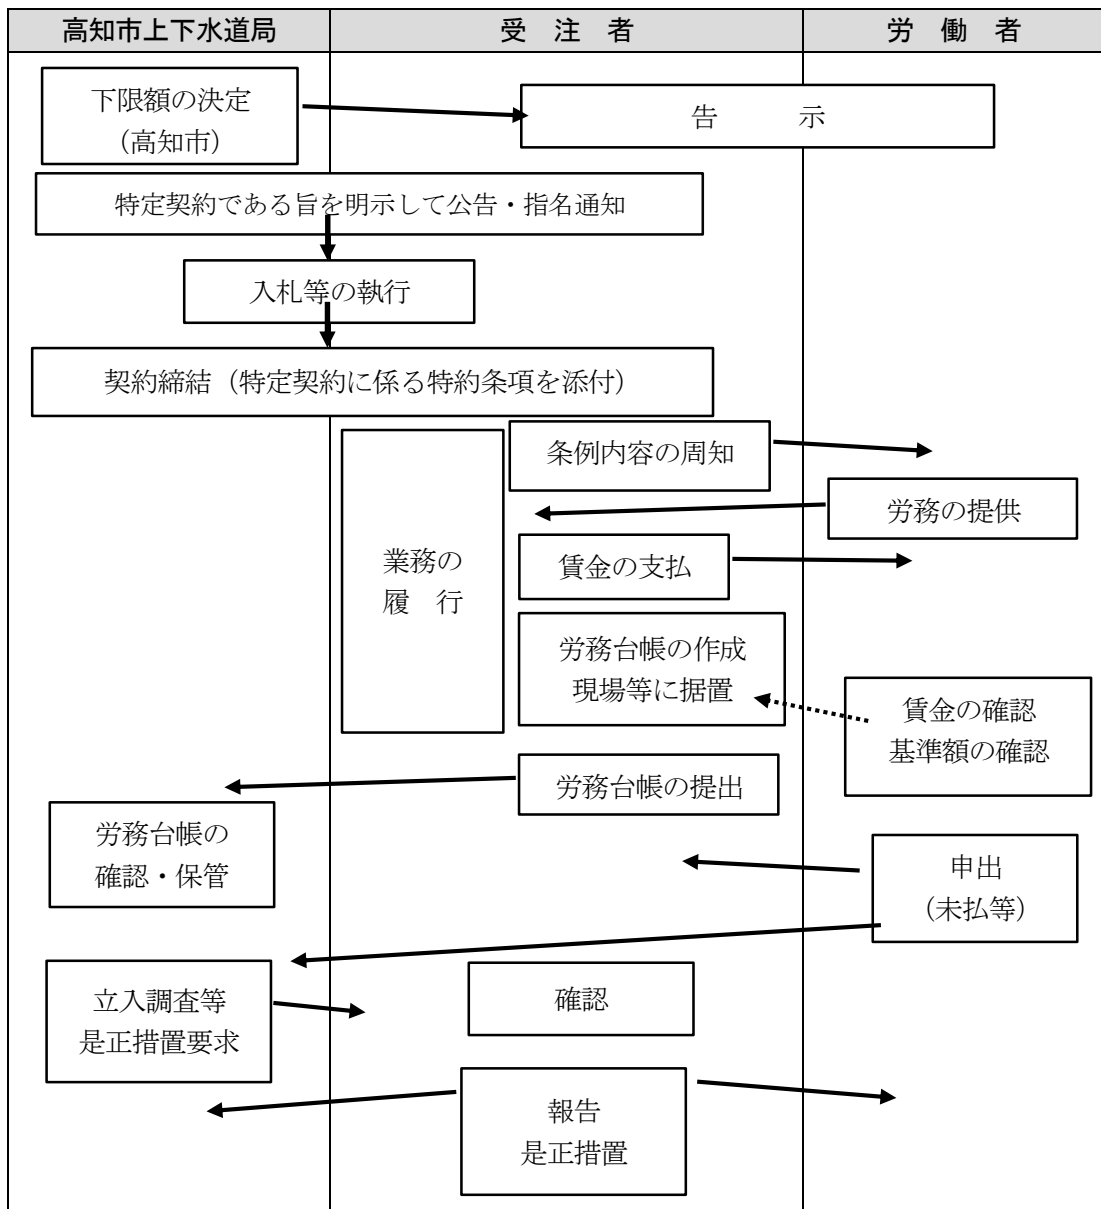 高知市上下水道局
受　注　者
労　働　者
下限額の決定
（高知市）
告　　　示
特定契約である旨を明示して公告・指名通知
入札等の執行
契約締結（特定契約に係る特約条項を添付）
条例内容の周知
労務の提供
業務の
履　行
賃金の支払
労務台帳の作成
現場等に据置
賃金の確認
基準額の確認
労務台帳の提出
労務台帳の
確認・保管
申出
（未払等）
立入調査等
是正措置要求
確認
報告
是正措置